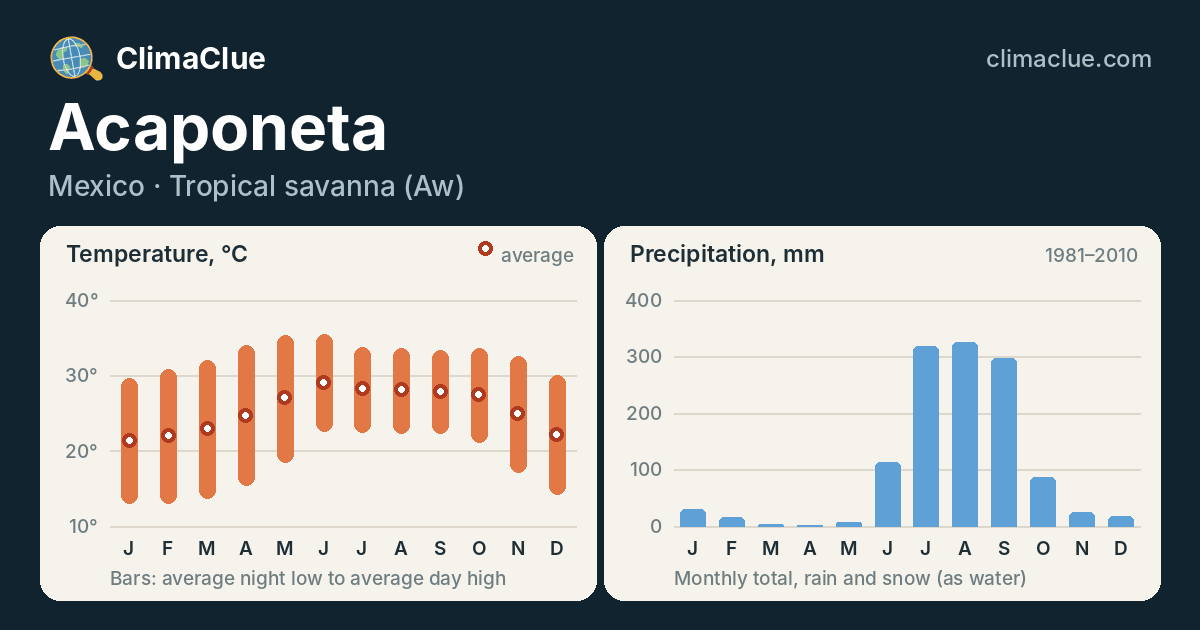 ClimaClue
climaclue.com
Acaponeta
Mexico · Tropical savanna (Aw)
Temperature, °C
average
40°
30°
20°
10°
J F M A M J J A S O N D
Bars: average night low to average day high
Precipitation, mm
1981–2010
400
300
200
100
0
J F M A M J J A S O N D
Monthly total, rain and snow (as water)